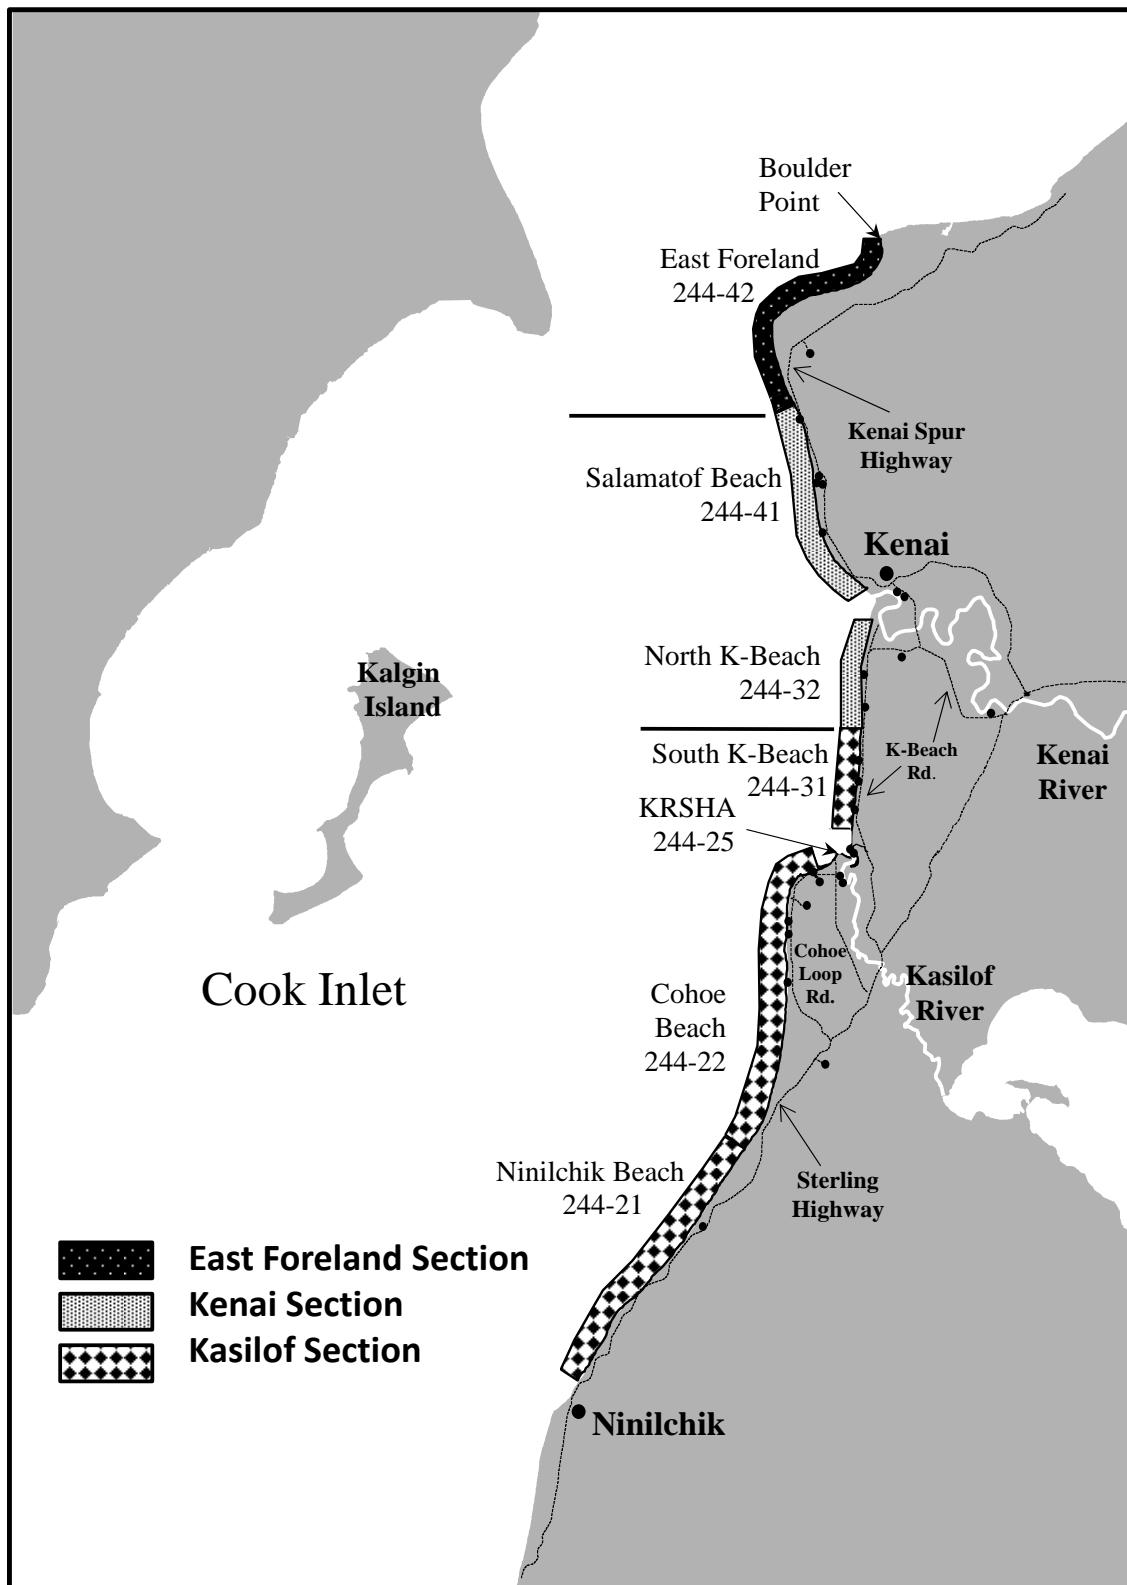 Boulder
Point
East Foreland
244-42
Kenai Spur
Highway
Salamatof Beach
244-41
Kenai
North K-Beach
244-32
Kalgin
Island
South K-Beach
244-31
K-Beach
Rd.
Kenai
River
KRSHA
244-25
Cohoe
Loop
Rd.
Kasilof
River
Cook Inlet
Cohoe
Beach
244-22
Ninilchik Beach
244-21
Sterling
Highway
East Foreland Section
Kenai Section
Kasilof Section
Ninilchik